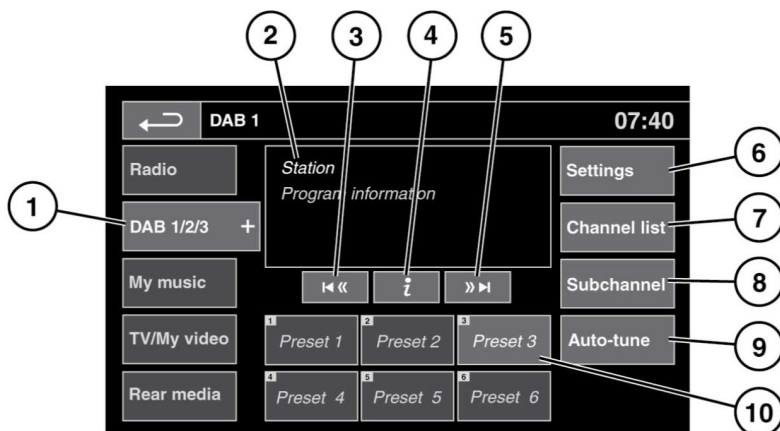 2 3 4 5
DAB 1 07:40
6
Radio Station Settings
Program information
1 7
DAB 1/2/3 + Channel list
My music i Subchannel 8
TV/My video 1 Preset 1 2 Preset 2 3 Preset 3 Auto-tune 9
Rear media 4 Preset 4 5 Preset 5 6 Preset 6 10